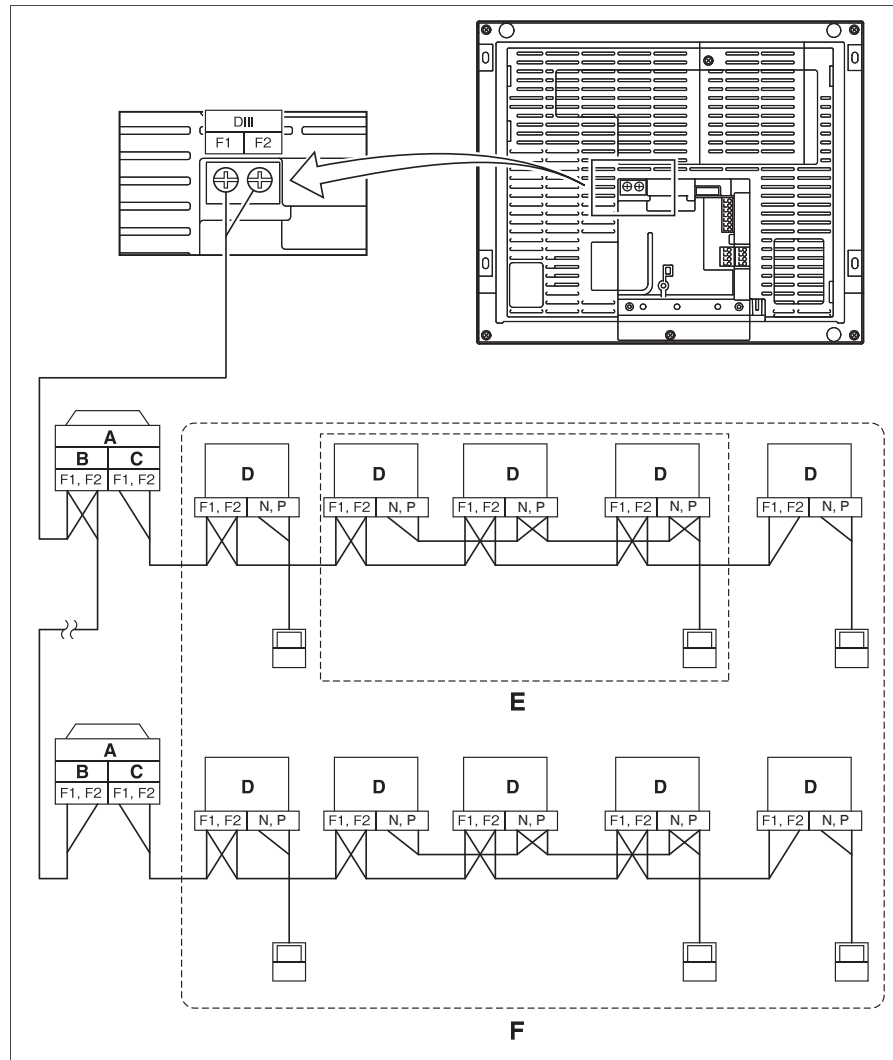 DIII
F1 F2
A
B C
F1, F2 F1, F2
D D D D D
F1, F2 N, P F1, F2 N, P F1, F2 N, P F1, F2 N, P F1, F2 N, P
E
A
B C
F1, F2 F1, F2
D D D D D
F1, F2 N, P F1, F2 N, P F1, F2 N, P F1, F2 N, P F1, F2 N, P
F